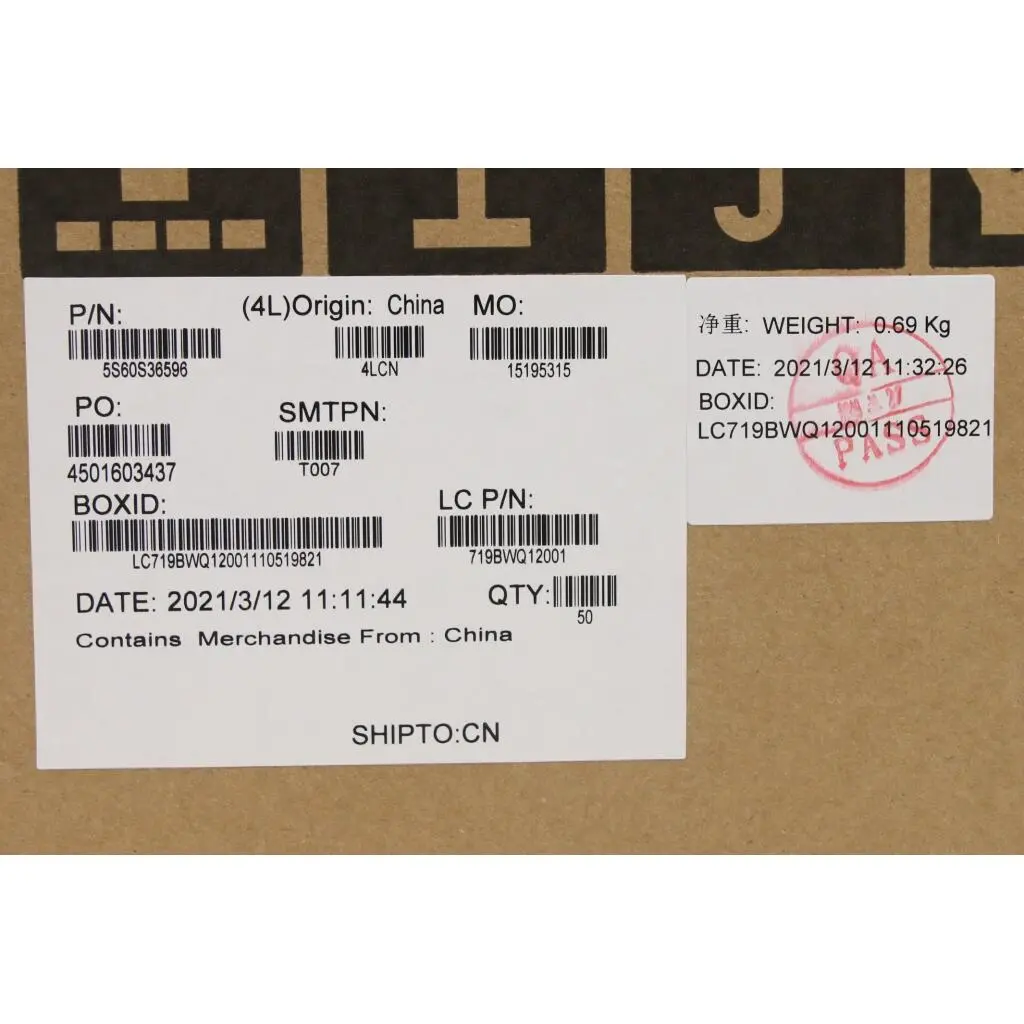 P/N:
(4L)Origin: China
MO:
5S60S36596
4LCN
15195315
PO:
SMTPN:
4501603437
T007
BOXID:
LC P/N:
LC719BWQ12001110519821
719BWQ12001
DATE: 2021/3/12 11:11:44
QTY:
50
Contains Merchandise From : China
SHIPTO:CN
净重: WEIGHT: 0.69 Kg
DATE: 2021/3/12 11:32:26
BOXID:
LC719BWQ12001110519821
QA
PASS